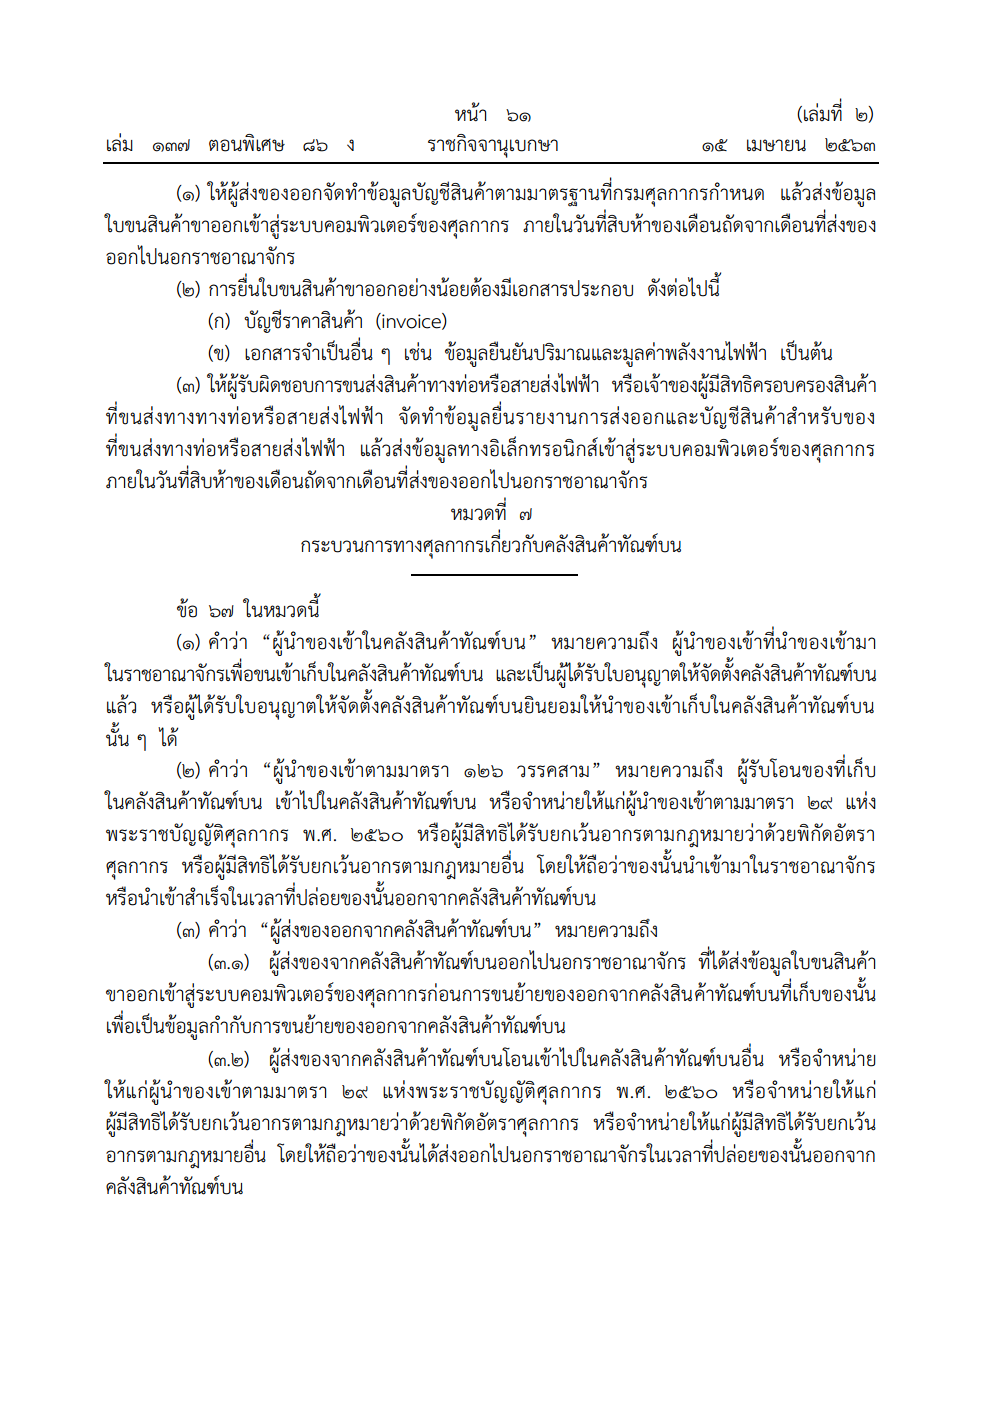 หน้า ๖๑ (เล่มที่ ๒)
เล่ม ๑๓๗ ตอนพิเศษ ๘๖ ง ราชกิจจานุเบกษา ๑๕ เมษายน ๒๕๖๓
(๑) ให้ผู้ส่งของออกจัดทำข้อมูลบัญชีสินค้าตามมาตรฐานที่กรมศุลกากรกำหนด แล้วส่งข้อมูล
ใบขนสินค้าขาออกเข้าสู่ระบบคอมพิวเตอร์ของศุลกากร ภายในวันที่สิบห้าของเดือนถัดจากเดือนที่ส่งของ
ออกไปนอกราชอาณาจักร
(๒) การยื่นใบขนสินค้าขาออกอย่างน้อยต้องมีเอกสารประกอบ ดังต่อไปนี้
(ก) บัญชีราคาสินค้า (invoice)
(ข) เอกสารจำเป็นอื่น ๆ เช่น ข้อมูลยืนยันปริมาณและมูลค่าพลังงานไฟฟ้า เป็นต้น
(๓) ให้ผู้รับผิดชอบการขนส่งสินค้าทางท่อหรือสายส่งไฟฟ้า หรือเจ้าของผู้มีสิทธิครอบครองสินค้า
ที่ขนส่งทางทางท่อหรือสายส่งไฟฟ้า จัดทำข้อมูลยื่นรายงานการส่งออกและบัญชีสินค้าสำหรับของ
ที่ขนส่งทางท่อหรือสายส่งไฟฟ้า แล้วส่งข้อมูลทางอิเล็กทรอนิกส์เข้าสู่ระบบคอมพิวเตอร์ของศุลกากร
ภายในวันที่สิบห้าของเดือนถัดจากเดือนที่ส่งของออกไปนอกราชอาณาจักร
หมวดที่ ๗
กระบวนการทางศุลกากรเกี่ยวกับคลังสินค้าทัณฑ์บน
ข้อ ๖๗ ในหมวดนี้
(๑) คำว่า “ผู้นำของเข้าในคลังสินค้าทัณฑ์บน” หมายความถึง ผู้นำของเข้าที่นำของเข้ามา
ในราชอาณาจักรเพื่อขนเข้าเก็บในคลังสินค้าทัณฑ์บน และเป็นผู้ได้รับใบอนุญาตให้จัดตั้งคลังสินค้าทัณฑ์บน
แล้ว หรือผู้ได้รับใบอนุญาตให้จัดตั้งคลังสินค้าทัณฑ์บนยินยอมให้นำของเข้าเก็บในคลังสินค้าทัณฑ์บน
นั้น ๆ ได้
(๒) คำว่า “ผู้นำของเข้าตามมาตรา ๑๒๖ วรรคสาม” หมายความถึง ผู้รับโอนของที่เก็บ
ในคลังสินค้าทัณฑ์บน เข้าไปในคลังสินค้าทัณฑ์บน หรือจำหน่ายให้แก่ผู้นำของเข้าตามมาตรา ๒๙ แห่ง
พระราชบัญญัติศุลกากร พ.ศ. ๒๕๖๐ หรือผู้มีสิทธิได้รับยกเว้นอากรตามกฎหมายว่าด้วยพิกัดอัตรา
ศุลกากร หรือผู้มีสิทธิได้รับยกเว้นอากรตามกฎหมายอื่น โดยให้ถือว่าของนั้นนำเข้ามาในราชอาณาจักร
หรือนำเข้าสำเร็จในเวลาที่ปล่อยของนั้นออกจากคลังสินค้าทัณฑ์บน
(๓) คำว่า “ผู้ส่งของออกจากคลังสินค้าทัณฑ์บน” หมายความถึง
(๓.๑) ผู้ส่งของจากคลังสินค้าทัณฑ์บนออกไปนอกราชอาณาจักร ที่ได้ส่งข้อมูลใบขนสินค้า
ขาออกเข้าสู่ระบบคอมพิวเตอร์ของศุลกากรก่อนการขนย้ายของออกจากคลังสินค้าทัณฑ์บนที่เก็บของนั้น
เพื่อเป็นข้อมูลกำกับการขนย้ายของออกจากคลังสินค้าทัณฑ์บน
(๓.๒) ผู้ส่งของจากคลังสินค้าทัณฑ์บนโอนเข้าไปในคลังสินค้าทัณฑ์บนอื่น หรือจำหน่าย
ให้แก่ผู้นำของเข้าตามมาตรา ๒๙ แห่งพระราชบัญญัติศุลกากร พ.ศ. ๒๕๖๐ หรือจำหน่ายให้แก่
ผู้มีสิทธิได้รับยกเว้นอากรตามกฎหมายว่าด้วยพิกัดอัตราศุลกากร หรือจำหน่ายให้แก่ผู้มีสิทธิได้รับยกเว้น
อากรตามกฎหมายอื่น โดยให้ถือว่าของนั้นได้ส่งออกไปนอกราชอาณาจักรในเวลาที่ปล่อยของนั้นออกจาก
คลังสินค้าทัณฑ์บน